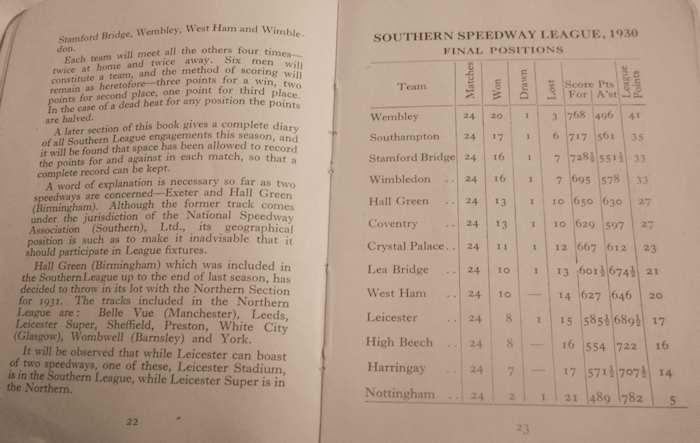 Stamford Bridge, Wembley, West Ham and Wimble-
don.
Each team will meet all the others four times—
twice at home and twice away. Six men will
constitute a team, and the method of scoring will
remain as heretofore—three points for a win, two
points for second place, one point for third place.
In the case of a dead heat for any position the points
are halved.
A later section of this book gives a complete diary
of all Southern League engagements this season, and
it will be found that space has been allowed to record
the points for and against in each match, so that a
complete record can be kept.
A word of explanation is necessary so far as two
speedways are concerned—Exeter and Hall Green
(Birmingham). Although the former track comes
under the jurisdiction of the National Speedway
Association (Southern), Ltd., its geographical
position is such as to make it inadvisable that it
should participate in League fixtures.
Hall Green (Birmingham) which was included in
the Southern League up to the end of last season, has
decided to throw in its lot with the Northern Section
for 1931. The tracks included in the Northern
League are: Belle Vue (Manchester), Leeds,
Leicester Super, Sheffield, Preston, White City
(Glasgow), Wombwell (Barnsley) and York.
It will be observed that while Leicester can boast
of two speedways, one of these, Leicester Stadium,
is in the Southern League, while Leicester Super is in
the Northern.
22
SOUTHERN SPEEDWAY LEAGUE, 1930
FINAL POSITIONS
Team Matches Won Drawn Lost Score Pts For A'st League Points
Wembley 24 20 1 3 768 496 41
Southampton 24 17 1 6 717 561 35
Stamford Bridge 24 16 1 7 728½ 551½ 33
Wimbledon .. 24 16 1 7 695 578 33
Hall Green .. 24 13 1 10 650 630 27
Coventry .. 24 13 1 10 629 597 27
Crystal Palace.. 24 11 1 12 667 612 23
Lea Bridge .. 24 10 1 13 601½ 674½ 21
West Ham .. 24 10 — 14 627 646 20
Leicester .. 24 8 1 15 585½ 689½ 17
High Beech .. 24 8 — 16 554 722 16
Harringay .. 24 7 — 17 571½ 707½ 14
Nottingham .. 24 2 1 21 489 782 5
23